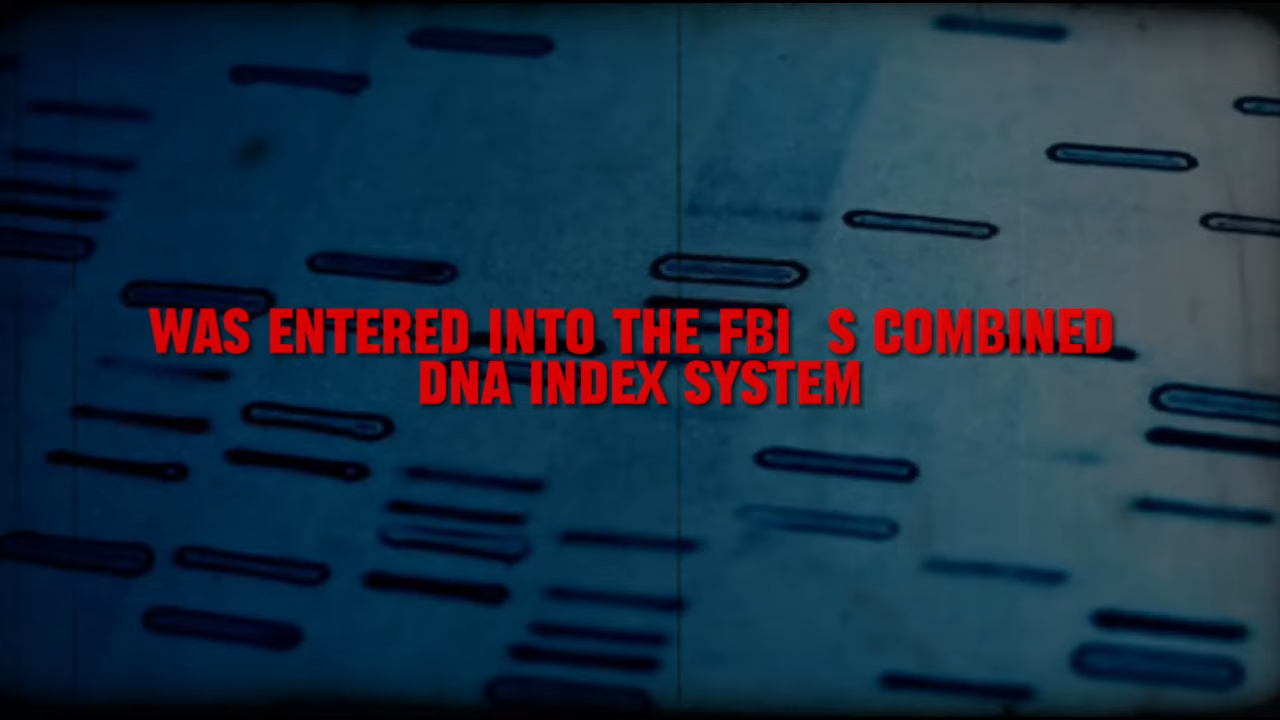 WAS ENTERED INTO THE FBI S COMBINED
DNA INDEX SYSTEM